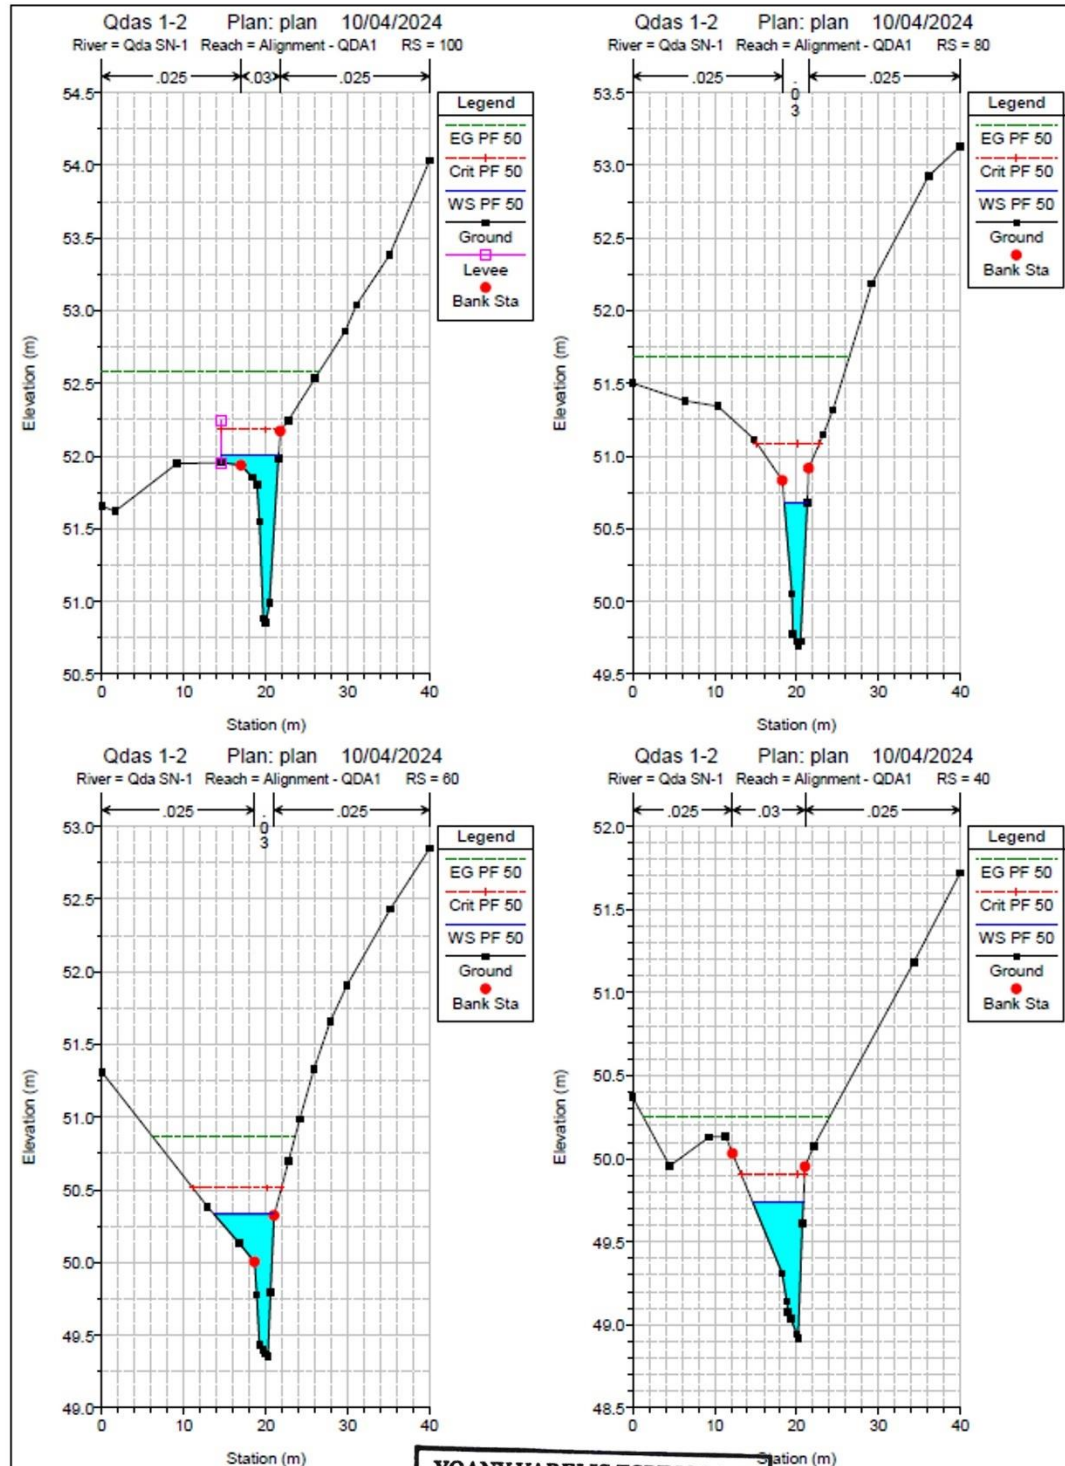 Qdas 1-2 Plan: plan 10/04/2024
River = Qda SN-1 Reach = Alignment - QDA1 RS = 100
.025 .03 .025
54.5
54.0
53.5
53.0
52.5
52.0
51.5
51.0
50.5
Elevation (m)
0 10 20 30 40
Station (m)
Legend
EG PF 50
Crit PF 50
WS PF 50
Ground
Levee
Bank Sta
Qdas 1-2 Plan: plan 10/04/2024
River = Qda SN-1 Reach = Alignment - QDA1 RS = 80
.025 .03 .025
53.5
53.0
52.5
52.0
51.5
51.0
50.5
50.0
49.5
Elevation (m)
0 10 20 30 40
Station (m)
Legend
EG PF 50
Crit PF 50
WS PF 50
Ground
Bank Sta
Qdas 1-2 Plan: plan 10/04/2024
River = Qda SN-1 Reach = Alignment - QDA1 RS = 60
.025 .03 .025
53.0
52.5
52.0
51.5
51.0
50.5
50.0
49.5
49.0
Elevation (m)
0 10 20 30 40
Station (m)
Legend
EG PF 50
Crit PF 50
WS PF 50
Ground
Bank Sta
Qdas 1-2 Plan: plan 10/04/2024
River = Qda SN-1 Reach = Alignment - QDA1 RS = 40
.025 .03 .025
52.0
51.5
51.0
50.5
50.0
49.5
49.0
48.5
Elevation (m)
0 10 20 30 40
Station (m)
Legend
EG PF 50
Crit PF 50
WS PF 50
Ground
Bank Sta